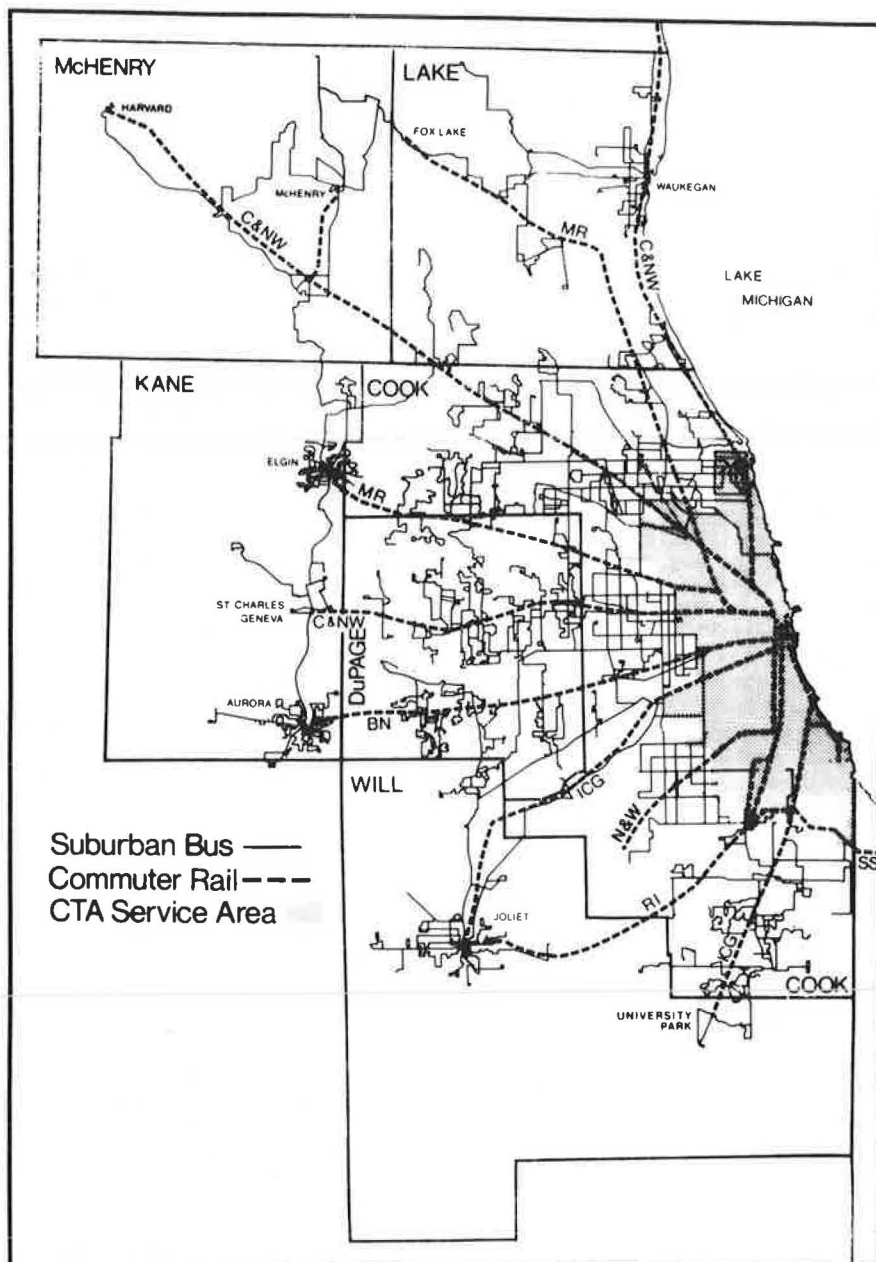 McHENRY
LAKE
HARVARD
FOX LAKE
McHENRY
WAUKEGAN
C&NW
MR
C&NW
LAKE
MICHIGAN
KANE
COOK
ELGIN
MR
ST CHARLES
GENEVA
C&NW
DuPAGE
AURORA
BN
WILL
ICG
N&W
Suburban Bus
Commuter Rail
CTA Service Area
SS
RI
JOLIET
ICG
COOK
UNIVERSITY
PARK